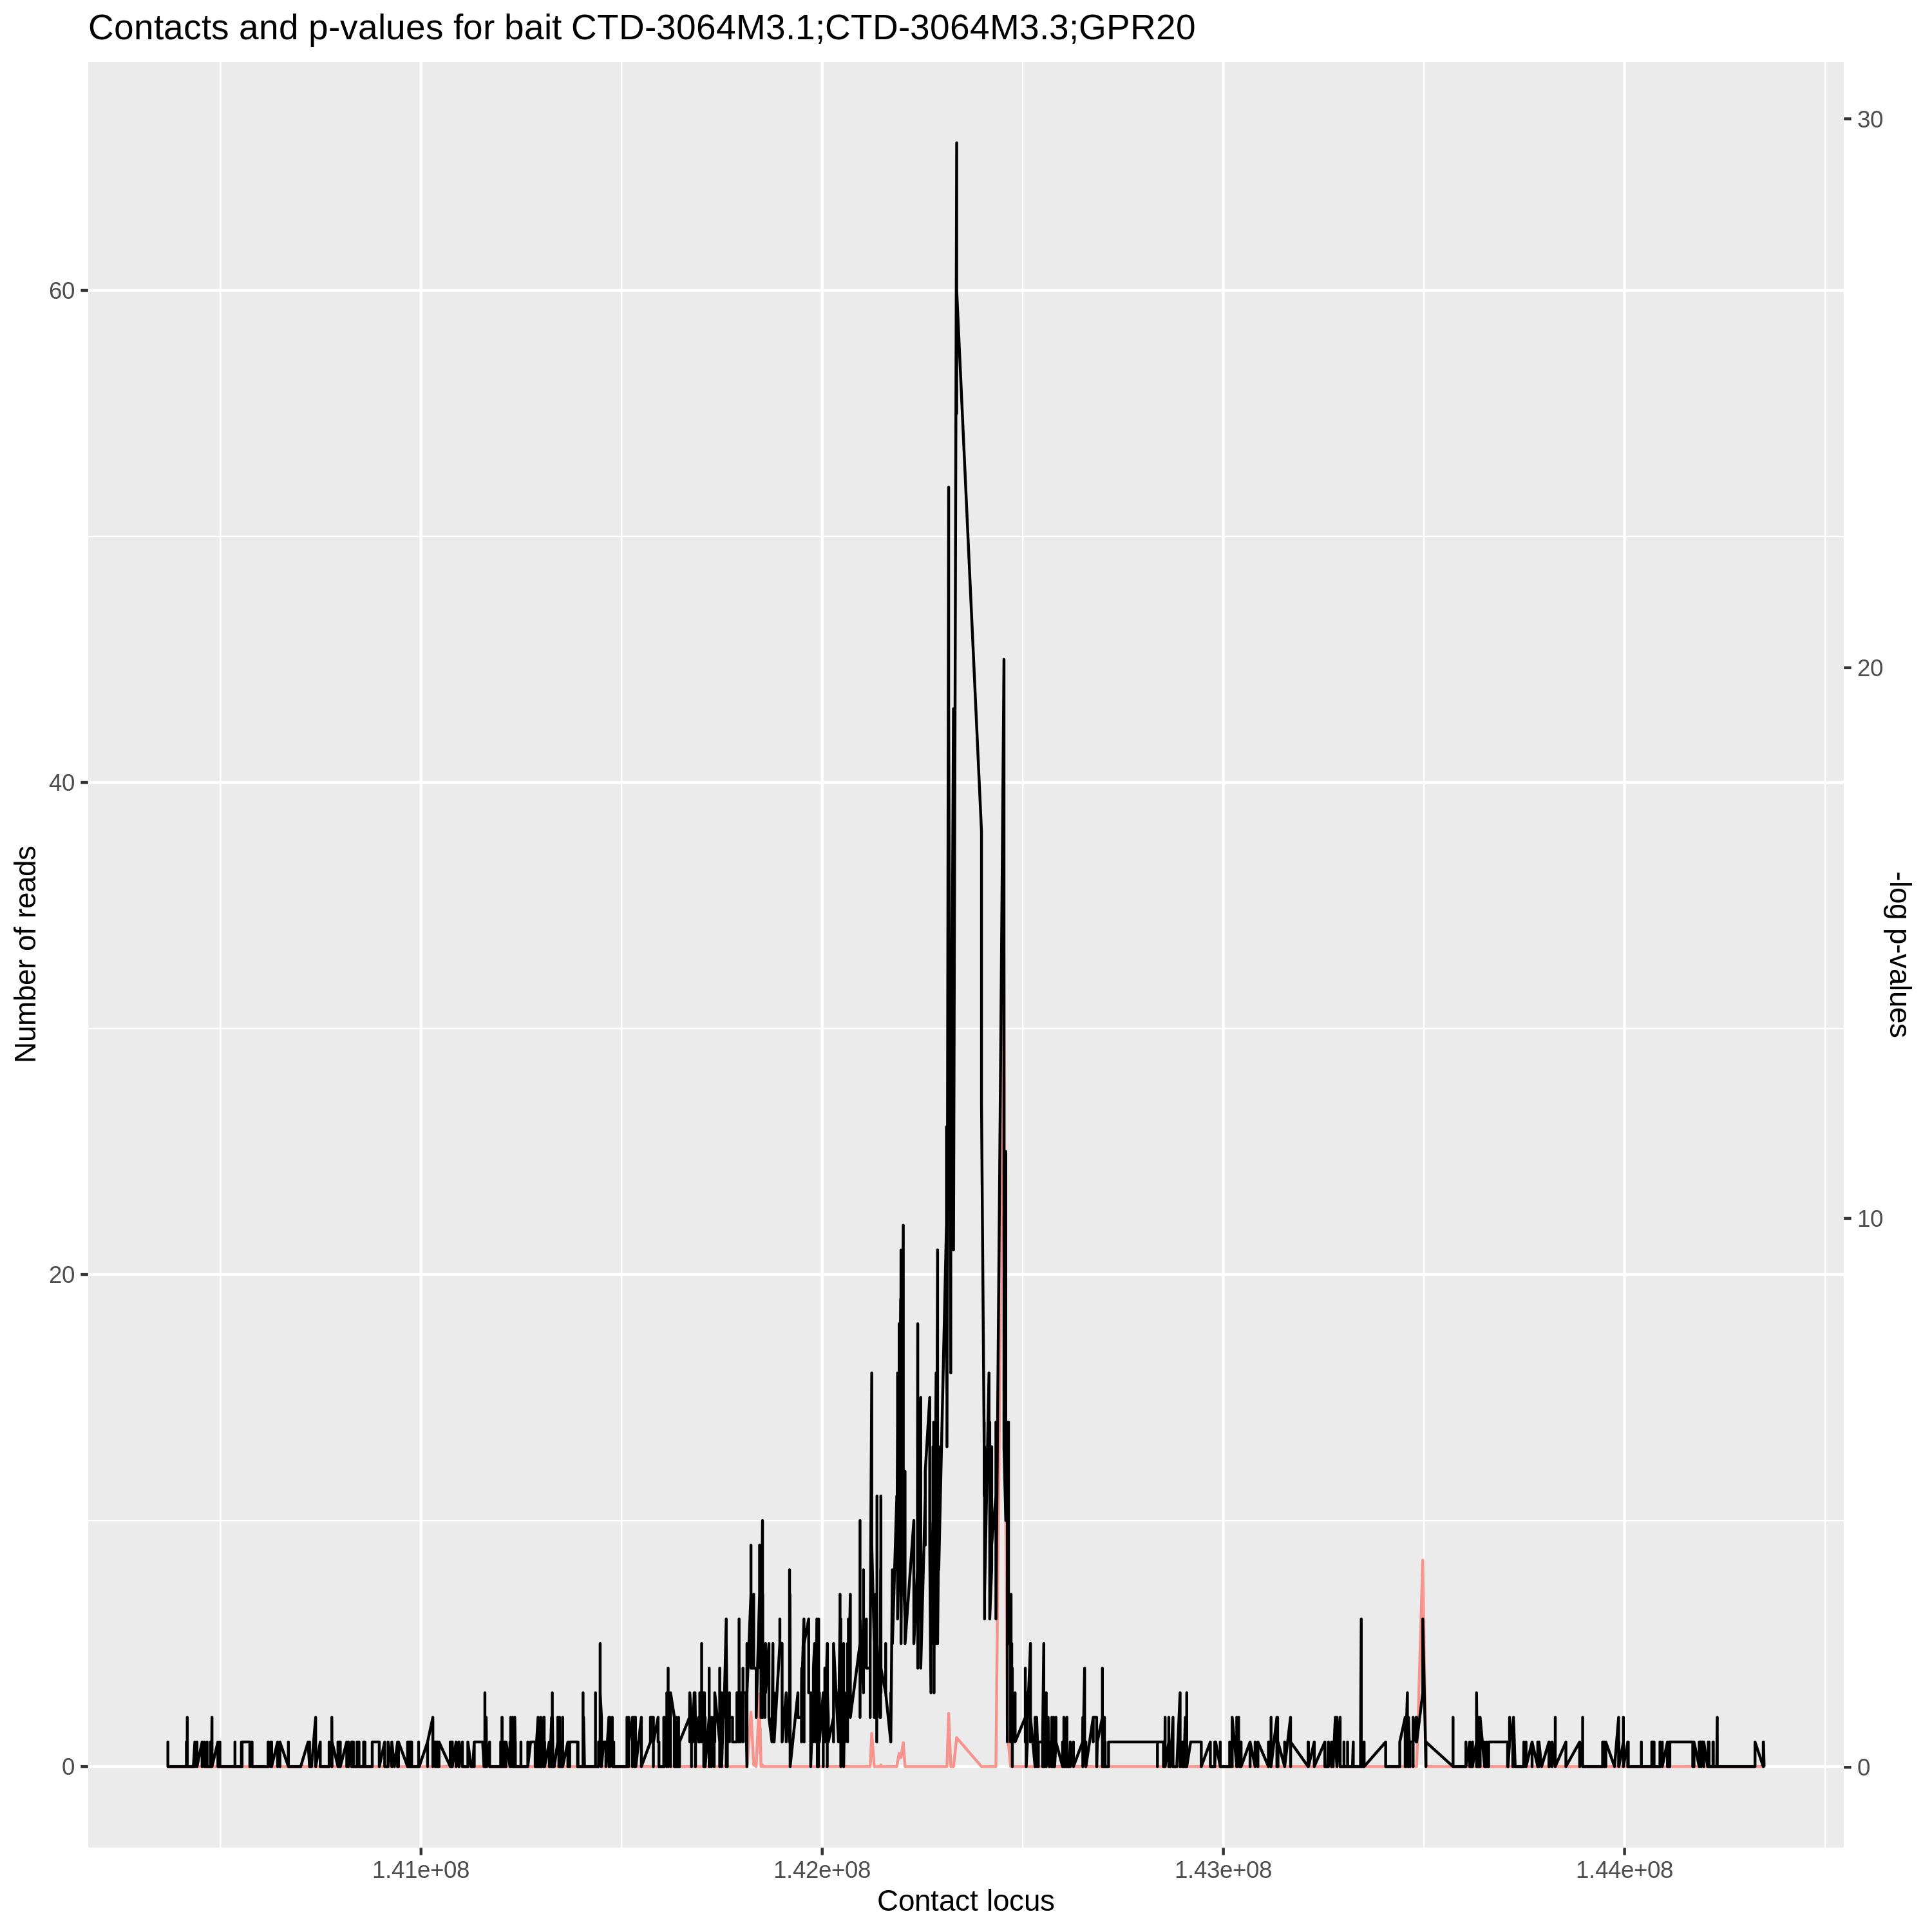 Contacts and p-values for bait CTD-3064M3.1;CTD-3064M3.3;GPR20
30
60
20
40
Number of reads
-log p-values
10
20
0
0
1.41e+08
1.42e+08
1.43e+08
1.44e+08
Contact locus